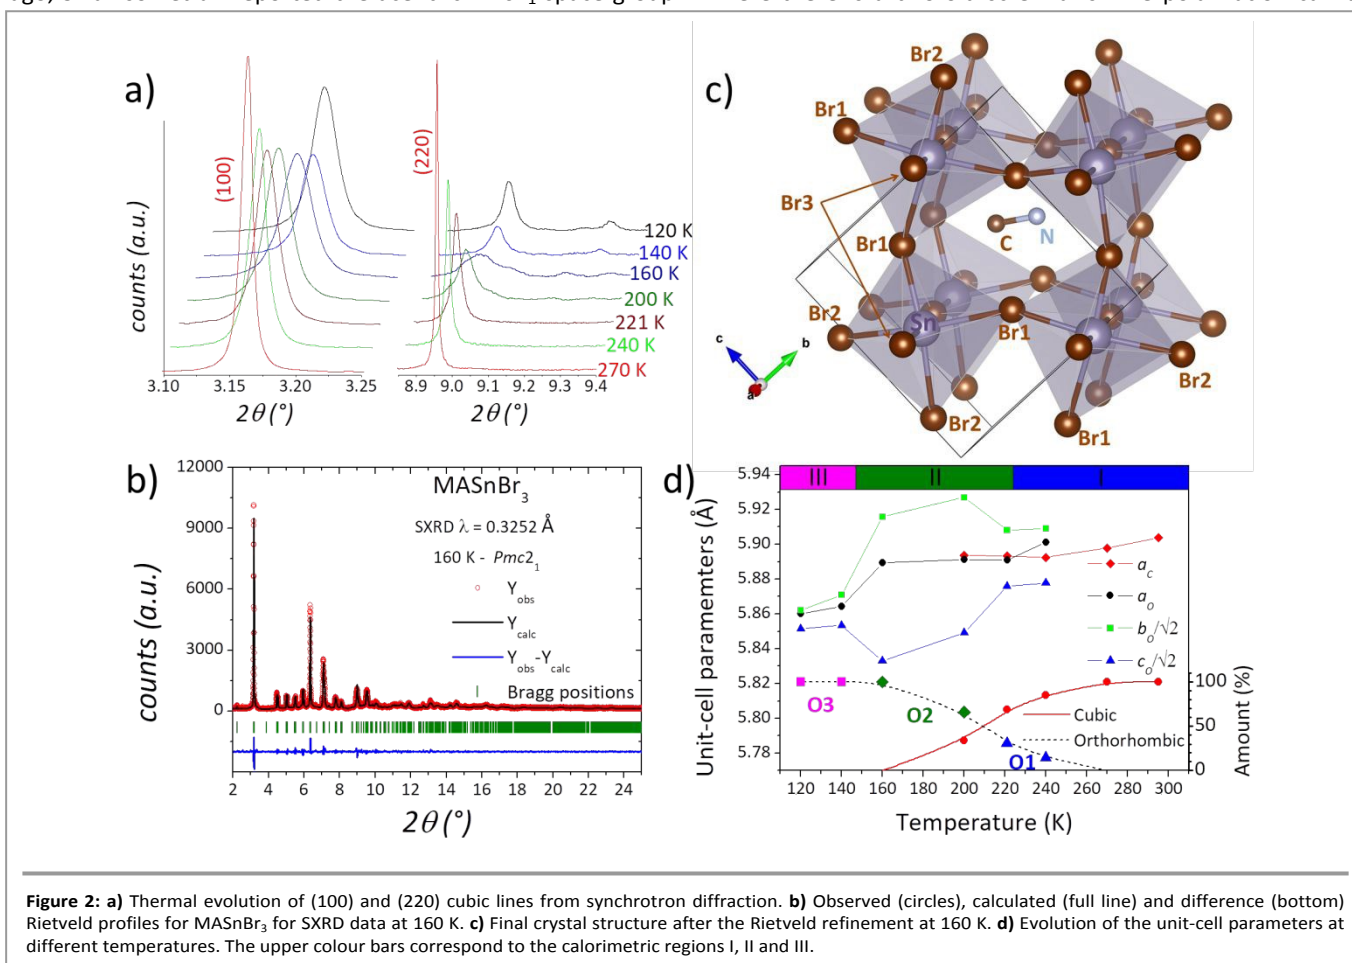 a)
(100)
(220)
counts (a.u.)
120 K
140 K
160 K
200 K
221 K
240 K
270 K
3.10 3.15 3.20 3.25
8.9 9.0 9.1 9.2 9.3 9.4
2θ (°)
2θ (°)
c)
Br2
Br1
Br3
C
N
Br1
Br2
Sn
Br1
Br2
Br2
Br1
c
b
a
b)
12000
9000
6000
3000
0
counts (a.u.)
MASnBr3
SXRD λ = 0.3252 Å
160 K - Pmc21
Yobs
Ycalc
Yobs-Ycalc
Bragg positions
2 4 6 8 10 12 14 16 18 20 22 24
2θ (°)
d)
III II I
5.94
5.92
5.90
5.88
5.86
5.84
5.82
5.80
5.78
Unit-cell paramemters (Å)
ac
ao
bo/√2
co/√2
O3
O2
O1
Cubic
Orthorhombic
100
50
0
Amount (%)
120 140 160 180 200 220 240 260 280 300
Temperature (K)
Figure 2: a) Thermal evolution of (100) and (220) cubic lines from synchrotron diffraction. b) Observed (circles), calculated (full line) and difference (bottom)
Rietveld profiles for MASnBr3 for SXRD data at 160 K. c) Final crystal structure after the Rietveld refinement at 160 K. d) Evolution of the unit-cell parameters at
different temperatures. The upper colour bars correspond to the calorimetric regions I, II and III.